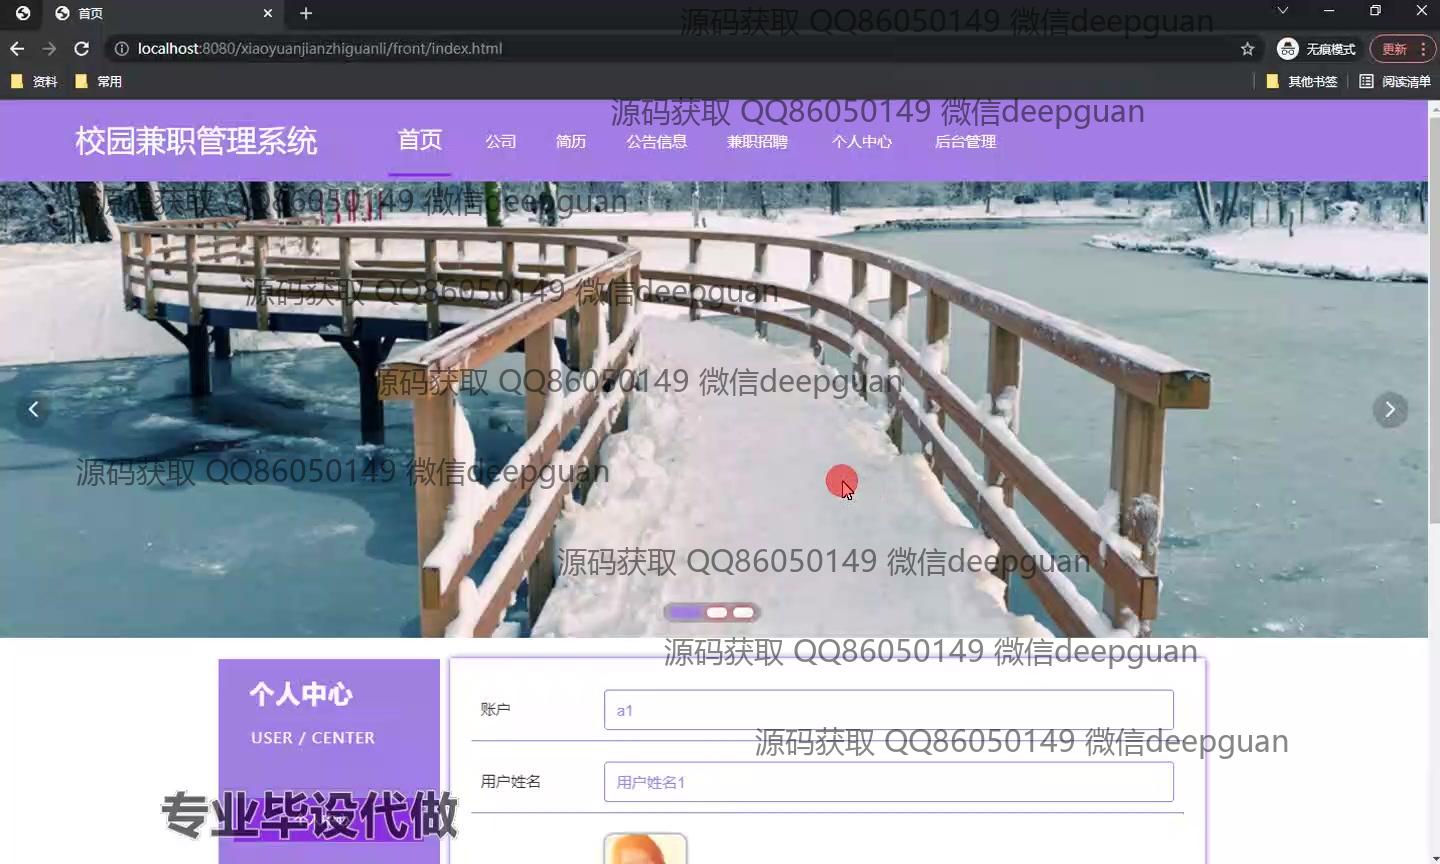 首页
源码获取 QQ86050149 微信deepguan
localhost:8080/xiaoyuanjianzhiguanli/front/index.html
无痕模式
更新
资料
常用
其他书签
阅读清单
源码获取 QQ86050149 微信deepguan
校园兼职管理系统
首页
公司
简历
公告信息
兼职招聘
个人中心
后台管理
源码获取 QQ86050149 微信deepguan
源码获取 QQ86050149 微信deepguan
源码获取 QQ86050149 微信deepguan
源码获取 QQ86050149 微信deepguan
源码获取 QQ86050149 微信deepguan
源码获取 QQ86050149 微信deepguan
个人中心
USER / CENTER
账户
a1
源码获取 QQ86050149 微信deepguan
用户姓名
用户姓名1
专业毕设代做